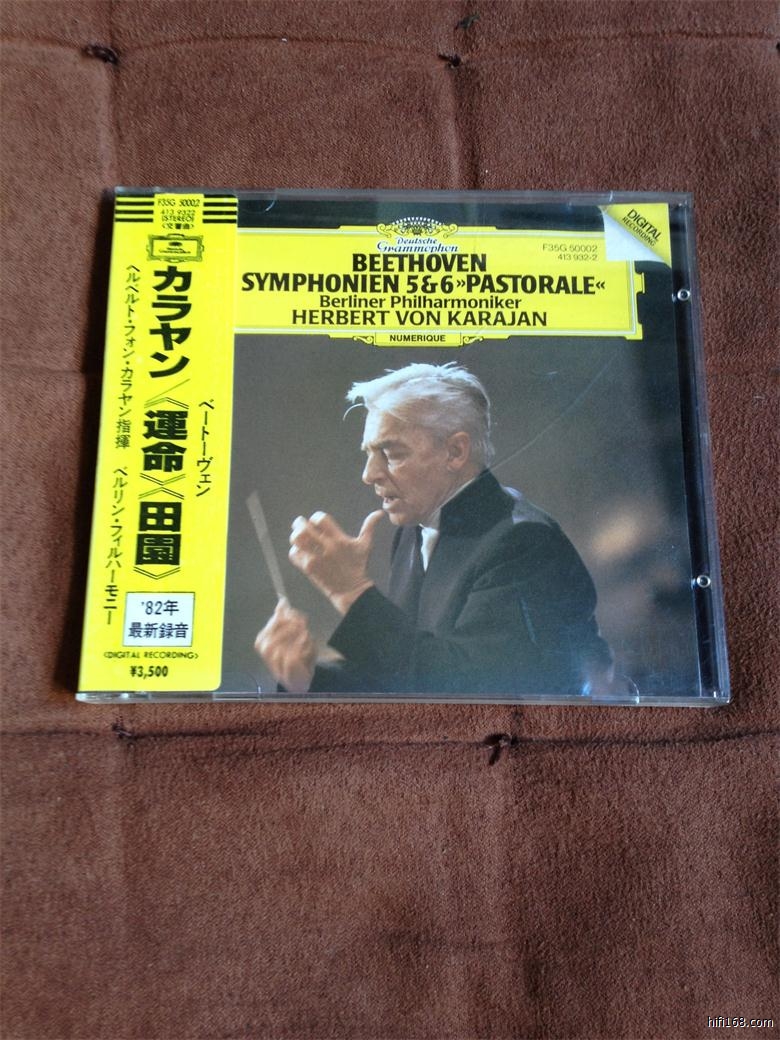 F35G 50002
413 9322
(STEREO)
<交響曲>
カラヤン/《運命》《田園》
ベートーヴェン
ヘルベルト・フォン・カラヤン指揮 ベルリン・フィルハーモニー
'82年
最新録音
<DIGITAL RECORDING>
¥3,500
Deutsche
Grammophon
BEETHOVEN
SYMPHONIEN 5&6 »PASTORALE«
Berliner Philharmoniker
HERBERT VON KARAJAN
NUMERIQUE
F35G 50002
413 932-2
DIGITAL
RECORDING
hifi168.com